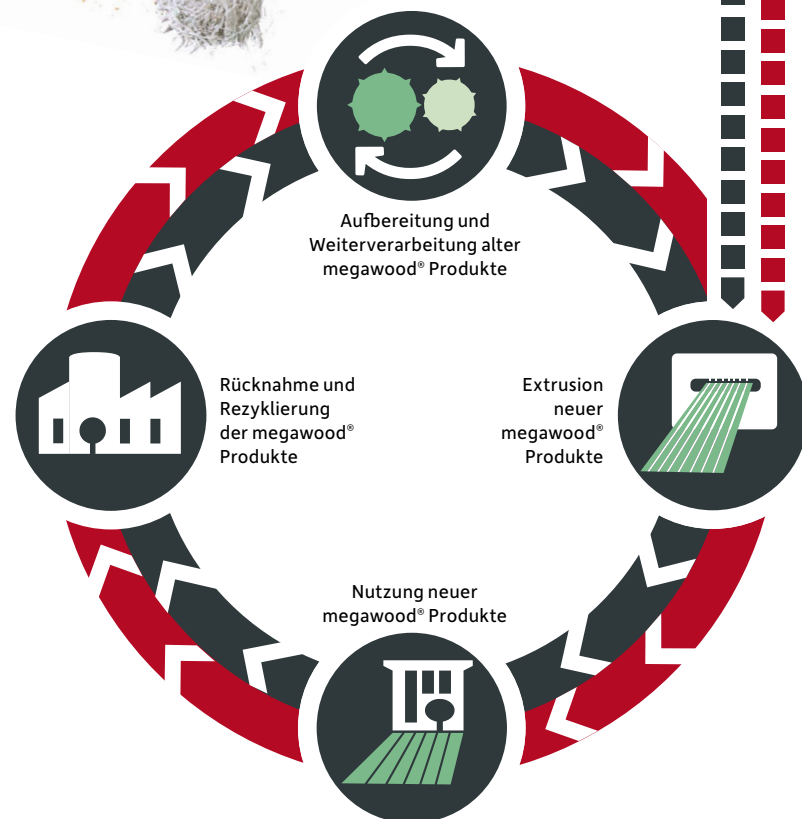 Aufbereitung und
Weiterverarbeitung alter
megawood® Produkte
Rücknahme und
Rezyklierung
der megawood®
Produkte
Extrusion
neuer
megawood®
Produkte
Nutzung neuer
megawood® Produkte